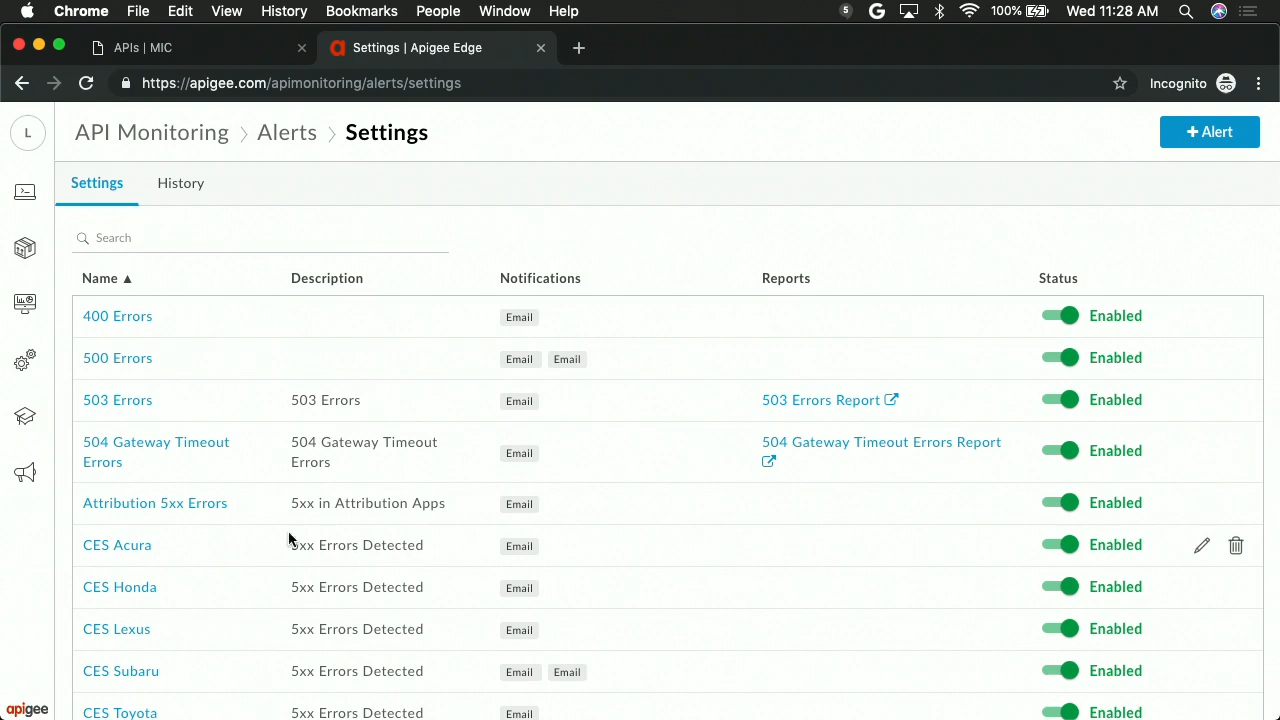 Chrome File Edit View History Bookmarks People Window Help 5 G 100% Wed 11:28 AM
APIs | MIC
Settings | Apigee Edge
https://apigee.com/apimonitoring/alerts/settings Incognito
L API Monitoring > Alerts > Settings + Alert
Settings History
Search
Name ▲ Description Notifications Reports Status
400 Errors Email Enabled
500 Errors Email Email Enabled
503 Errors 503 Errors Email 503 Errors Report Enabled
504 Gateway Timeout 504 Gateway Timeout Email 504 Gateway Timeout Errors Report Enabled
Errors Errors
Attribution 5xx Errors 5xx in Attribution Apps Email Enabled
CES Acura 5xx Errors Detected Email Enabled
CES Honda 5xx Errors Detected Email Enabled
CES Lexus 5xx Errors Detected Email Enabled
CES Subaru 5xx Errors Detected Email Email Enabled
CES Toyota 5xx Errors Detected Email Enabled
apigee